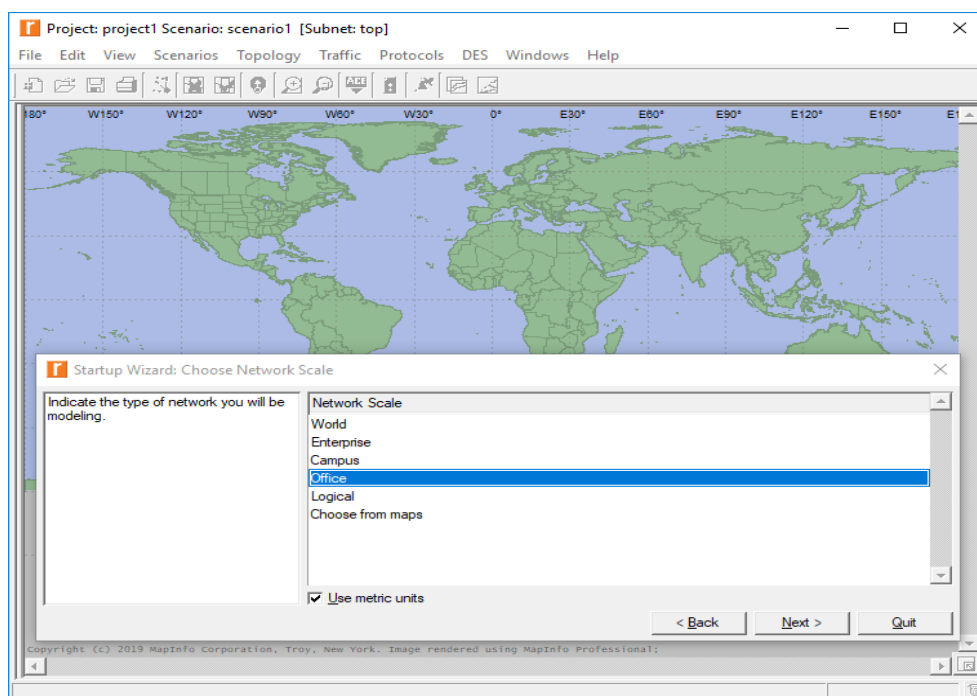 Project: project1 Scenario: scenario1 [Subnet: top]
File Edit View Scenarios Topology Traffic Protocols DES Windows Help
180° W150° W120° W90° W60° W30° 0° E30° E60° E90° E120° E150° E1
Startup Wizard: Choose Network Scale
Indicate the type of network you will be
modeling.
Network Scale
World
Enterprise
Campus
Office
Logical
Choose from maps
Use metric units
< Back Next > Quit
Copyright (c) 2019 MapInfo Corporation, Troy, New York. Image rendered using MapInfo Professional;